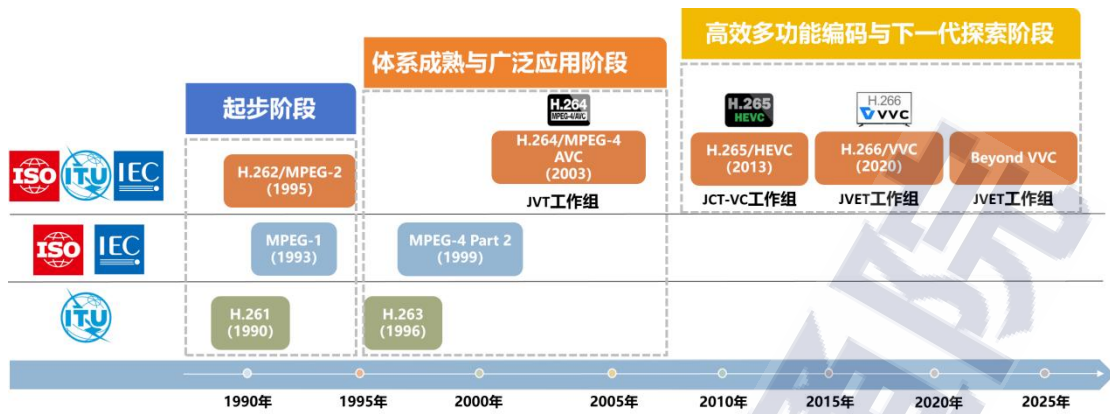 高效多功能编码与下一代探索阶段
体系成熟与广泛应用阶段
起步阶段
H.264
MPEG-4/AVC
H.265
HEVC
H.266
VVC
ISO ITU IEC
H.262/MPEG-2
(1995)
H.264/MPEG-4
AVC
(2003)
H.265/HEVC
(2013)
H.266/VVC
(2020)
Beyond VVC
JVT工作组
JCT-VC工作组
JVET工作组
JVET工作组
ISO IEC
MPEG-1
(1993)
MPEG-4 Part 2
(1999)
ITU
H.261
(1990)
H.263
(1996)
1990年
1995年
2000年
2005年
2010年
2015年
2020年
2025年